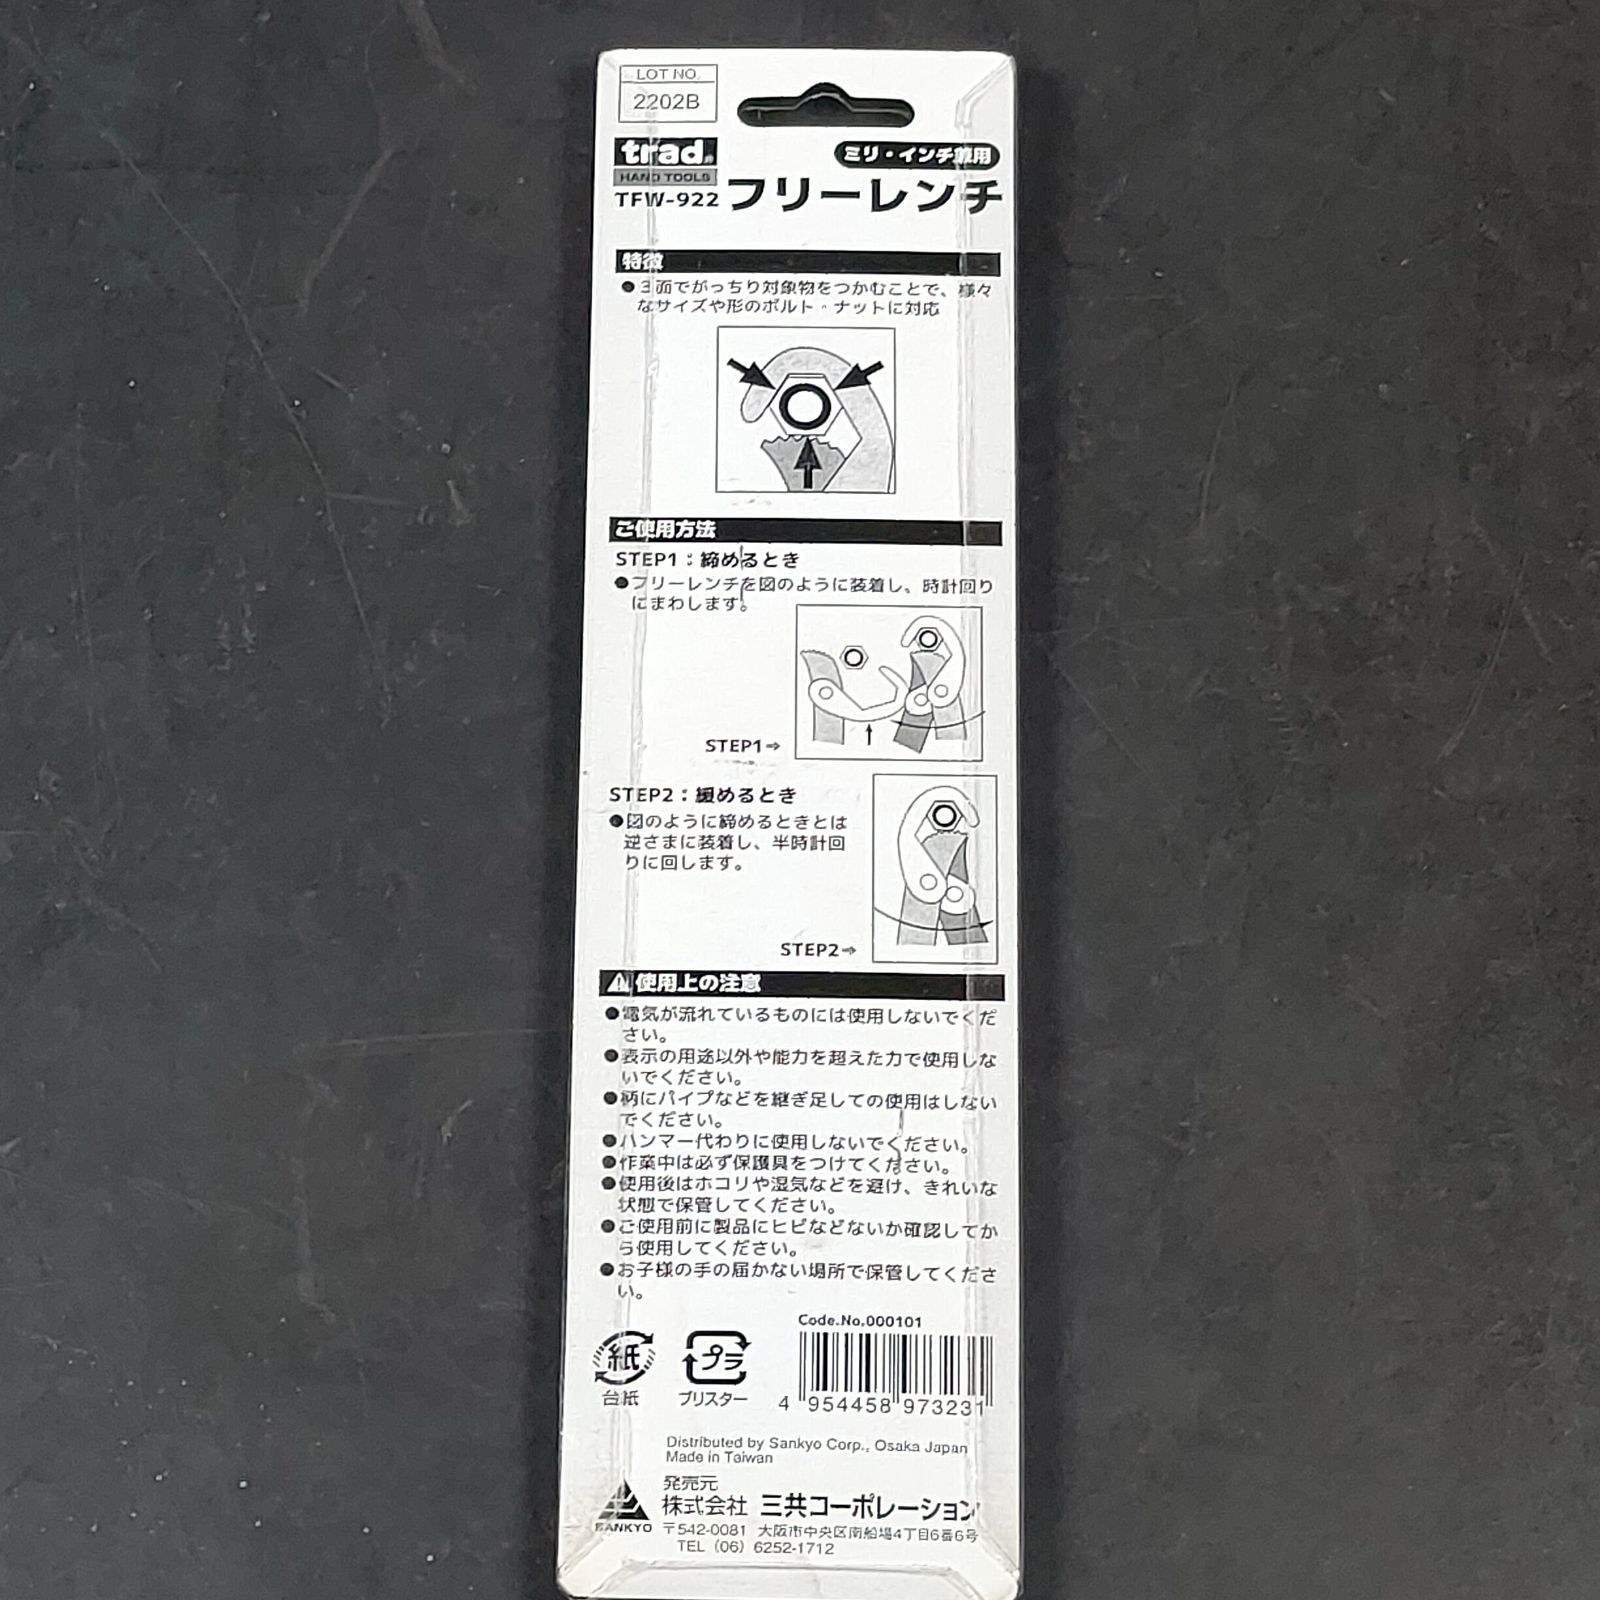 LOT NO.
2202B
trad
HAND TOOLS
ミリ・インチ兼用
TFW-922 フリーレンチ
特徴
●3面でがっちり対象物をつかむことで、様々
なサイズや形のボルト・ナットに対応
ご使用方法
STEP1：締めるとき
●フリーレンチを図のように装着し、時計回り
にまわします。
STEP1⇒
STEP2：緩めるとき
●図のように締めるときとは
逆さまに装着し、半時計回
りに回します。
STEP2⇒
⚠使用上の注意
●電気が流れているものには使用しないでくだ
さい。
●表示の用途以外や能力を超えた力で使用しな
いでください。
●柄にパイプなどを継ぎ足しての使用はしない
でください。
●ハンマー代わりに使用しないでください。
●作業中は必ず保護具をつけてください。
●使用後はホコリや湿気などを避け、きれいな
状態で保管してください。
●ご使用前に製品にヒビなどないか確認してか
ら使用してください。
●お子様の手の届かない場所で保管してくださ
い。
Code.No.000101
紙
台紙
プラ
ブリスター
4 954458 973231
Distributed by Sankyo Corp., Osaka Japan
Made in Taiwan
発売元
株式会社 三共コーポレーション
SANKYO
〒542-0081 大阪市中央区南船場4丁目6番6号
TEL (06) 6252-1712